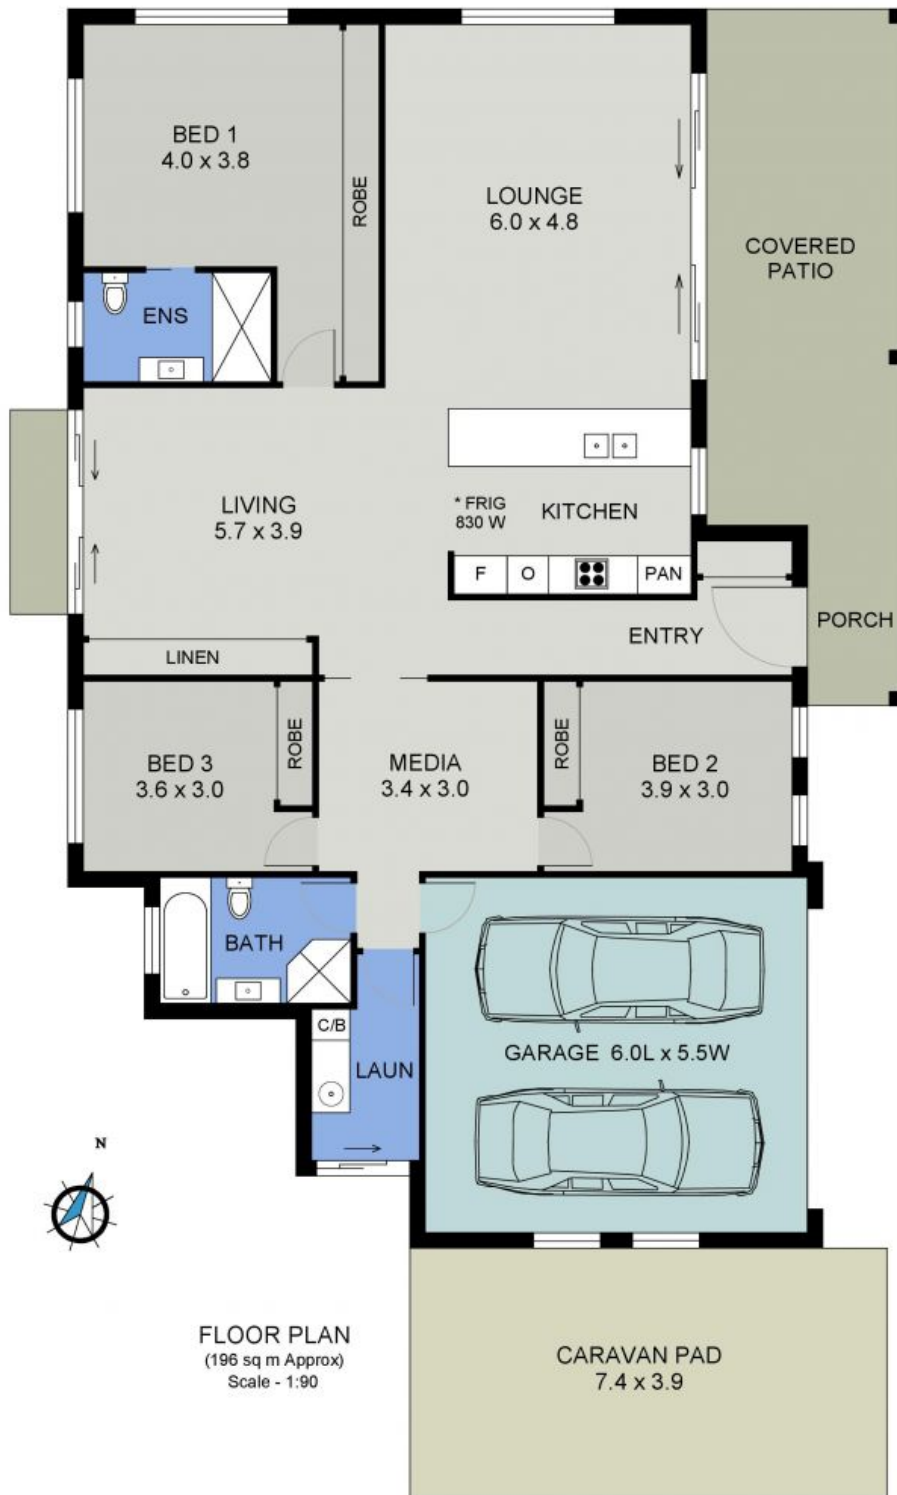 BED 1
4.0 x 3.8
ROBE
LOUNGE
6.0 x 4.8
COVERED
PATIO
ENS
LIVING
5.7 x 3.9
* FRIG
830 W
KITCHEN
F
O
PAN
ENTRY
PORCH
LINEN
BED 3
3.6 x 3.0
ROBE
MEDIA
3.4 x 3.0
ROBE
BED 2
3.9 x 3.0
BATH
C/B
LAUN
GARAGE 6.0L x 5.5W
N
FLOOR PLAN
(196 sq m Approx)
Scale - 1:90
CARAVAN PAD
7.4 x 3.9